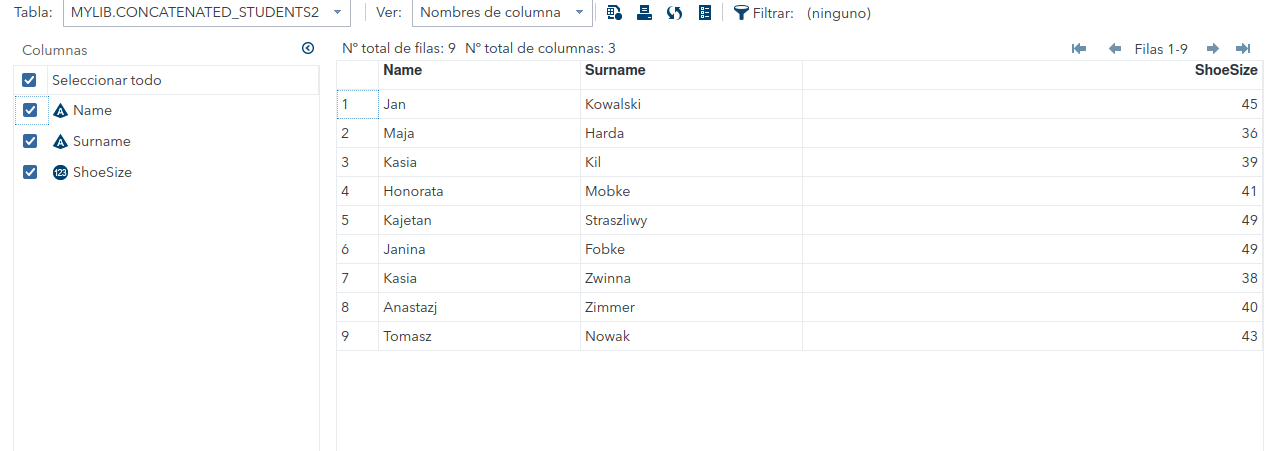 Tabla: MYLIB.CONCATENATED_STUDENTS2 Ver: Nombres de columna Filtrar: (ninguno)
Columnas
Seleccionar todo
Name
Surname
ShoeSize
Nº total de filas: 9 Nº total de columnas: 3 Filas 1-9
Name Surname ShoeSize
1 Jan Kowalski 45
2 Maja Harda 36
3 Kasia Kil 39
4 Honorata Mobke 41
5 Kajetan Straszliwy 49
6 Janina Fobke 49
7 Kasia Zwinna 38
8 Anastazj Zimmer 40
9 Tomasz Nowak 43